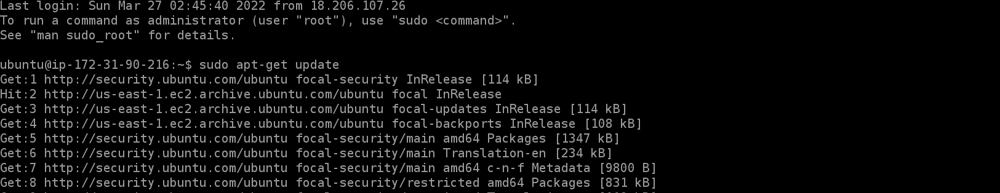 Last login: Sun Mar 27 02:45:40 2022 from 18.206.107.26
To run a command as administrator (user "root"), use "sudo <command>".
See "man sudo_root" for details.
ubuntu@ip-172-31-90-216:~$ sudo apt-get update
Get:1 http://security.ubuntu.com/ubuntu focal-security InRelease [114 kB]
Hit:2 http://us-east-1.ec2.archive.ubuntu.com/ubuntu focal InRelease
Get:3 http://us-east-1.ec2.archive.ubuntu.com/ubuntu focal-updates InRelease [114 kB]
Get:4 http://us-east-1.ec2.archive.ubuntu.com/ubuntu focal-backports InRelease [108 kB]
Get:5 http://security.ubuntu.com/ubuntu focal-security/main amd64 Packages [1347 kB]
Get:6 http://security.ubuntu.com/ubuntu focal-security/main Translation-en [234 kB]
Get:7 http://security.ubuntu.com/ubuntu focal-security/main amd64 c-n-f Metadata [9800 B]
Get:8 http://security.ubuntu.com/ubuntu focal-security/restricted amd64 Packages [831 kB]